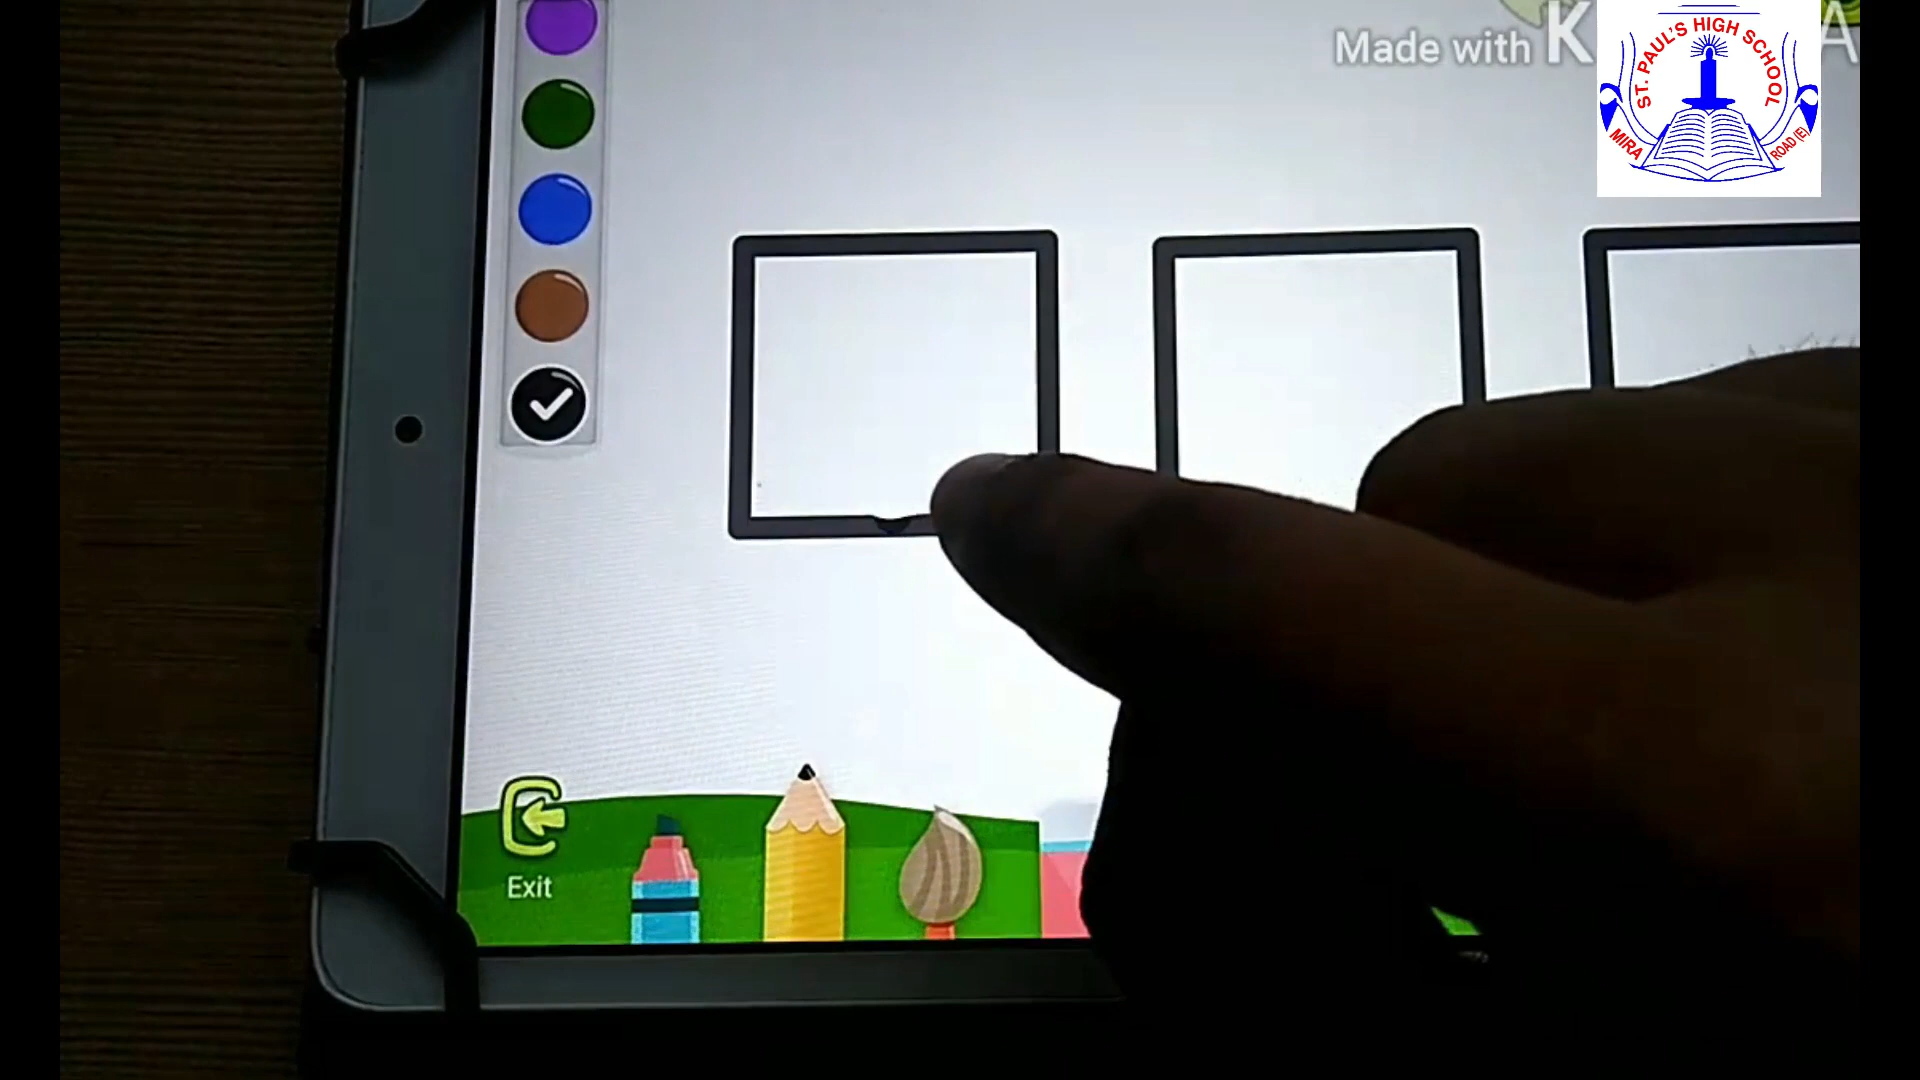 Made with K
A
ST. PAUL'S HIGH SCHOOL
MIRA ROAD (E)
Exit